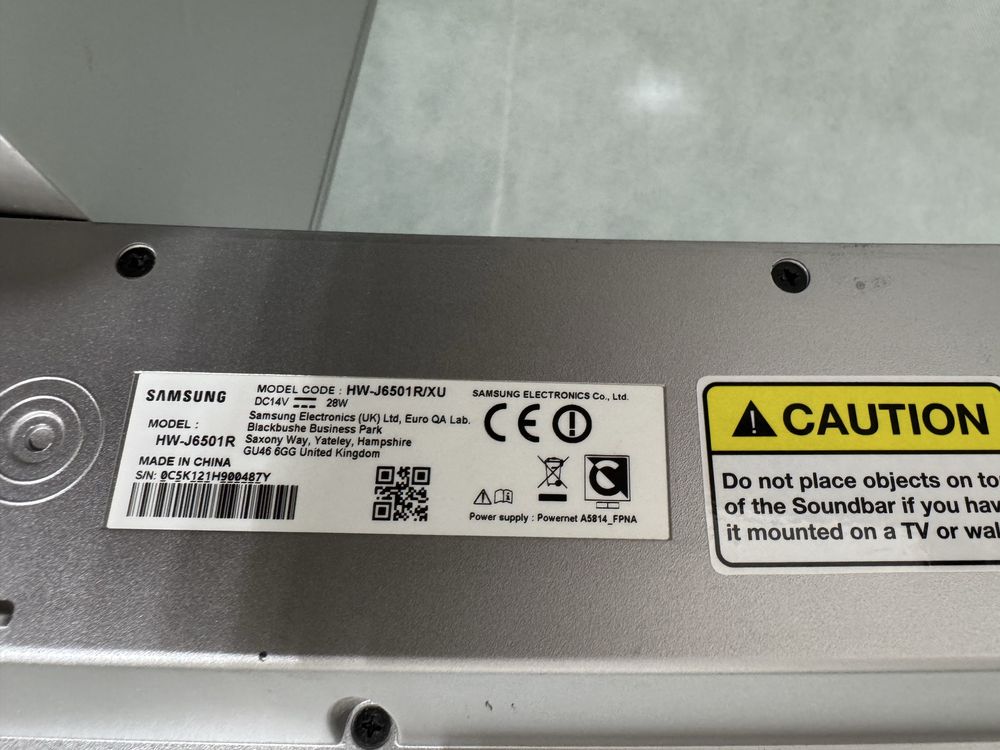 SAMSUNG
MODEL CODE : HW-J6501R/XU
DC14V 28W
Samsung Electronics (UK) Ltd, Euro QA Lab.
Blackbushe Business Park
Saxony Way, Yateley, Hampshire
GU46 6GG United Kingdom
MODEL :
HW-J6501R
MADE IN CHINA
S/N: 0C5K121H900487Y
SAMSUNG ELECTRONICS Co., Ltd.
CE
Power supply : Powernet A5814_FPNA
CAUTION
Do not place objects on to
of the Soundbar if you hav
it mounted on a TV or wal